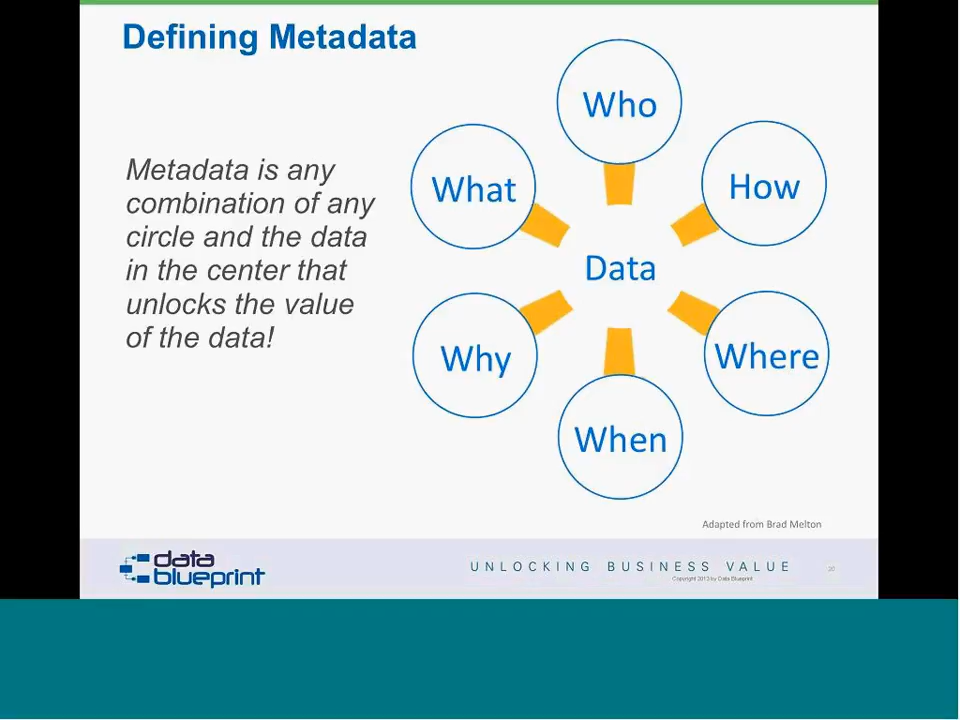 Defining Metadata
Metadata is any
combination of any
circle and the data
in the center that
unlocks the value
of the data!
Who
What
How
Data
Why
Where
When
Adapted from Brad Melton
data
blueprint
UNLOCKING BUSINESS VALUE
Copyright 2013 by Data Blueprint
20